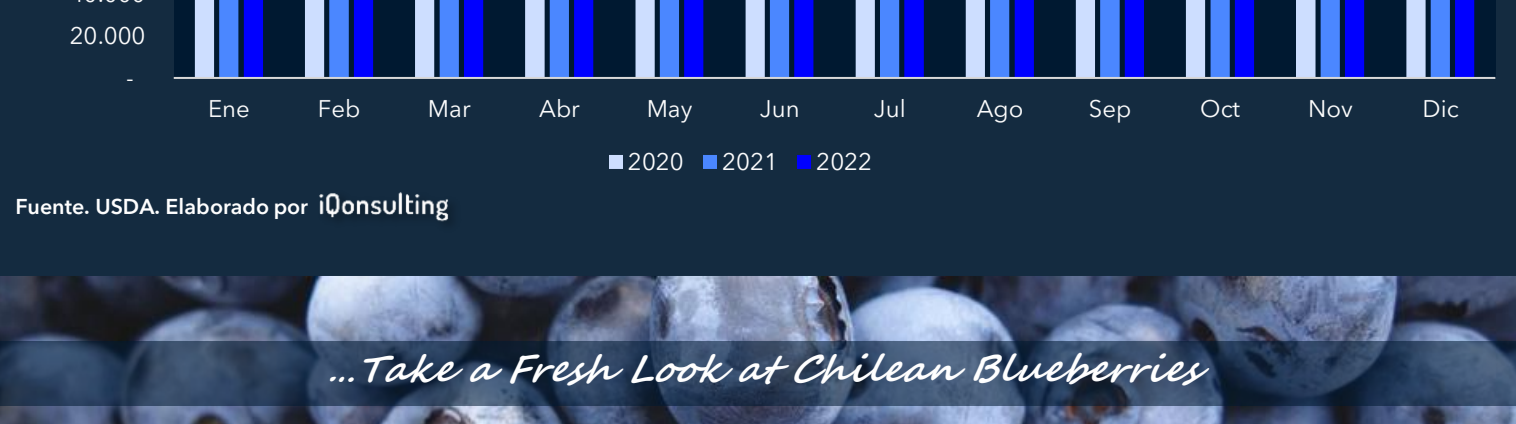 20.000
-
Ene Feb Mar Abr May Jun Jul Ago Sep Oct Nov Dic
2020 2021 2022
Fuente. USDA. Elaborado por iQonsulting
...Take a Fresh Look at Chilean Blueberries